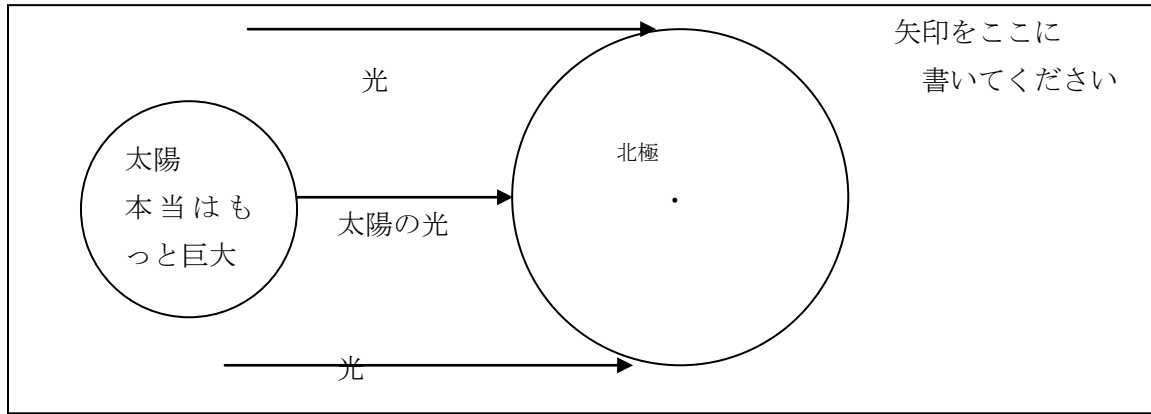 矢印をここに
書いてください
光
北極
太陽
本当はも
っと巨大
太陽の光
光